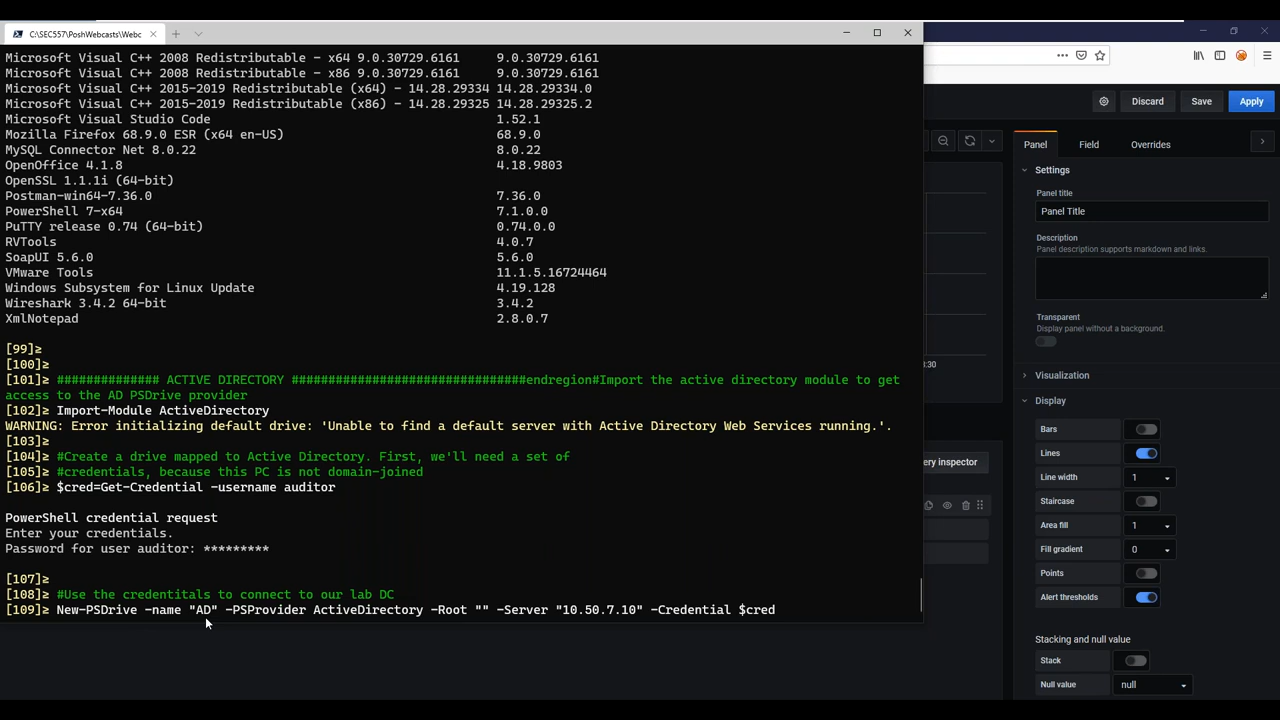 C:\SEC557\PoshWebcasts\Webc
Microsoft Visual C++ 2008 Redistributable - x64 9.0.30729.6161 9.0.30729.6161
Microsoft Visual C++ 2008 Redistributable - x86 9.0.30729.6161 9.0.30729.6161
Microsoft Visual C++ 2015-2019 Redistributable (x64) - 14.28.29334 14.28.29334.0
Microsoft Visual C++ 2015-2019 Redistributable (x86) - 14.28.29325 14.28.29325.2
Microsoft Visual Studio Code 1.52.1
Mozilla Firefox 68.9.0 ESR (x64 en-US) 68.9.0
MySQL Connector Net 8.0.22 8.0.22
OpenOffice 4.1.8 4.18.9803
OpenSSL 1.1.1i (64-bit)
Postman-win64-7.36.0 7.36.0
PowerShell 7-x64 7.1.0.0
PuTTY release 0.74 (64-bit) 0.74.0.0
RVTools 4.0.7
SoapUI 5.6.0 5.6.0
VMware Tools 11.1.5.16724464
Windows Subsystem for Linux Update 4.19.128
Wireshark 3.4.2 64-bit 3.4.2
XmlNotepad 2.8.0.7
[99]≥
[100]≥
[101]≥ ############## ACTIVE DIRECTORY ################################endregion#Import the active directory module to get
access to the AD PSDrive provider
[102]≥ Import-Module ActiveDirectory
WARNING: Error initializing default drive: 'Unable to find a default server with Active Directory Web Services running.'.
[103]≥
[104]≥ #Create a drive mapped to Active Directory. First, we'll need a set of
[105]≥ #credentials, because this PC is not domain-joined
[106]≥ $cred=Get-Credential -username auditor
PowerShell credential request
Enter your credentials.
Password for user auditor: *********
[107]≥
[108]≥ #Use the credentitals to connect to our lab DC
[109]≥ New-PSDrive -name "AD" -PSProvider ActiveDirectory -Root "" -Server "10.50.7.10" -Credential $cred
Discard
Save
Apply
:30
ery inspector
Panel
Field
Overrides
Settings
Panel title
Panel Title
Description
Panel description supports markdown and links.
Transparent
Display panel without a background.
Visualization
Display
Bars
Lines
Line width 1
Staircase
Area fill 1
Fill gradient 0
Points
Alert thresholds
Stacking and null value
Stack
Null value null